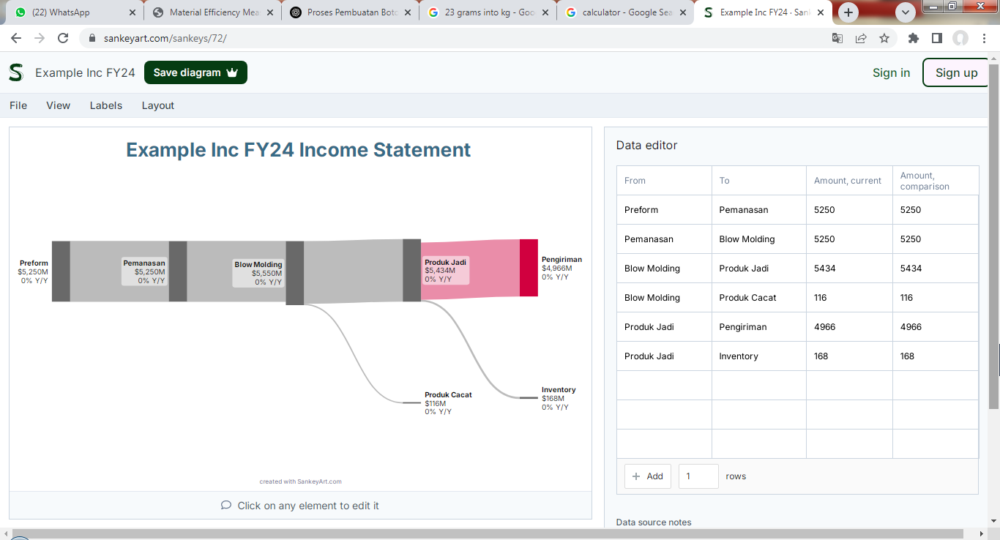 (22) WhatsApp
Material Efficiency Mea
Proses Pembuatan Boto
23 grams into kg - Goo
calculator - Google Sea
Example Inc FY24 · San
sankeyart.com/sankeys/72/
Example Inc FY24
Save diagram
Sign in
Sign up
File
View
Labels
Layout
Example Inc FY24 Income Statement
Preform
$5,250M
0% Y/Y
Pemanasan
$5,250M
0% Y/Y
Blow Molding
$5,550M
0% Y/Y
Produk Jadi
$5,434M
0% Y/Y
Pengiriman
$4,966M
0% Y/Y
Produk Cacat
$116M
0% Y/Y
Inventory
$168M
0% Y/Y
created with SankeyArt.com
Click on any element to edit it
Data editor
From To Amount, current Amount, comparison
Preform Pemanasan 5250 5250
Pemanasan Blow Molding 5250 5250
Blow Molding Produk Jadi 5434 5434
Blow Molding Produk Cacat 116 116
Produk Jadi Pengiriman 4966 4966
Produk Jadi Inventory 168 168
+ Add 1 rows
Data source notes